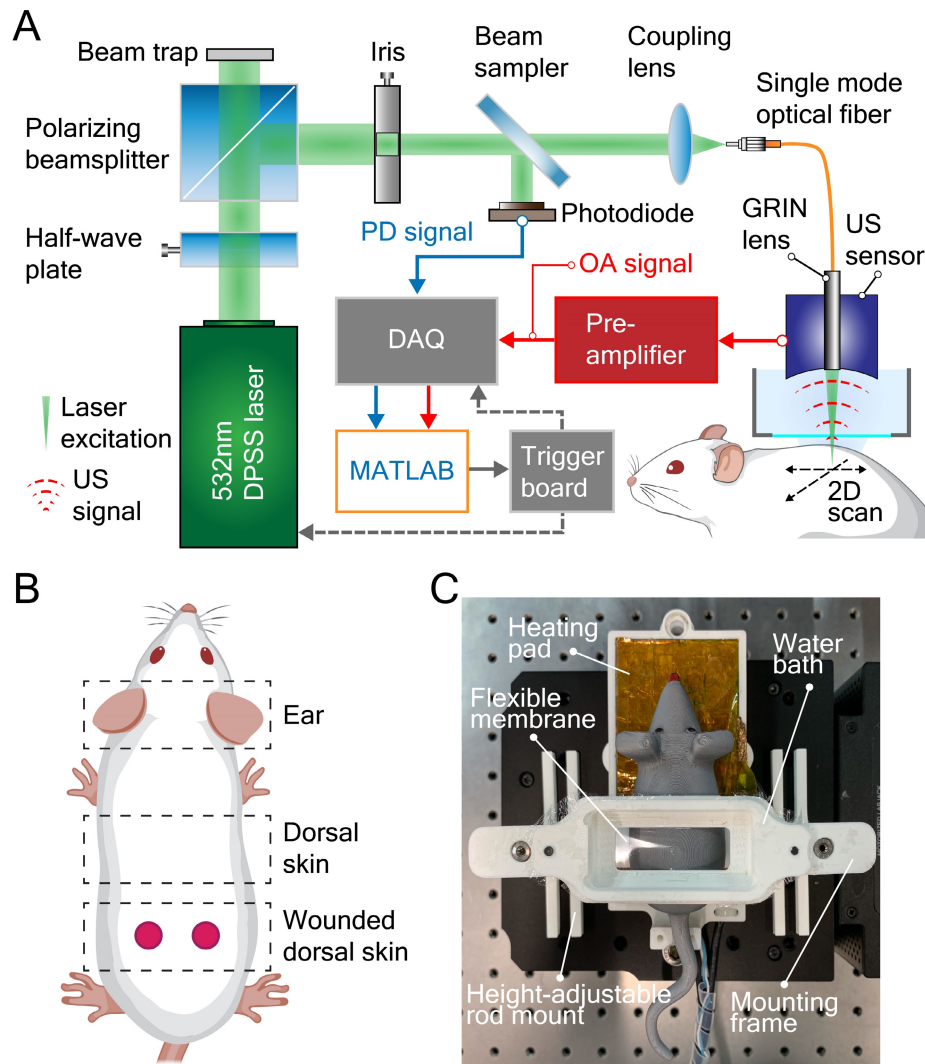 A
Beam trap
Iris
Beam
sampler
Coupling
lens
Single mode
optical fiber
Polarizing
beamsplitter
Half-wave
plate
PD signal
Photodiode
GRIN
lens
US
sensor
OA signal
DAQ
Pre-
amplifier
Laser
excitation
US
signal
532nm
DPSS laser
MATLAB
Trigger
board
2D
scan
B
Ear
Dorsal
skin
Wounded
dorsal skin
C
Heating
pad
Water
bath
Flexible
membrane
Height-adjustable
rod mount
Mounting
frame